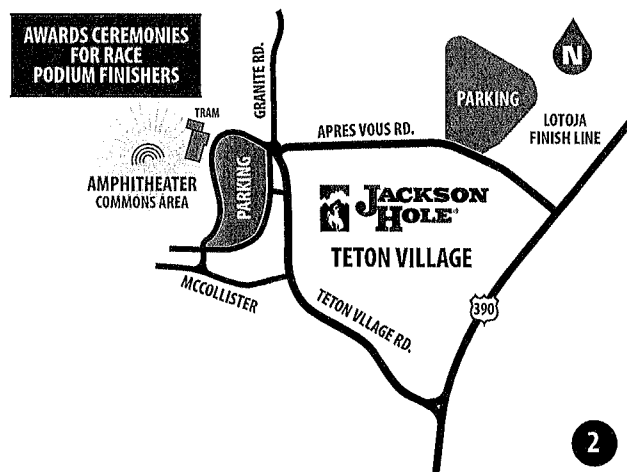 AWARDS CEREMONIES
FOR RACE
PODIUM FINISHERS
GRANITE RD.
N
PARKING
TRAM
APRES VOUS RD.
LOTOJA
FINISH LINE
AMPHITHEATER
COMMONS AREA
PARKING
JACKSON
HOLE
TETON VILLAGE
MCCOLLISTER
TETON VLLAGE RD.
390
2